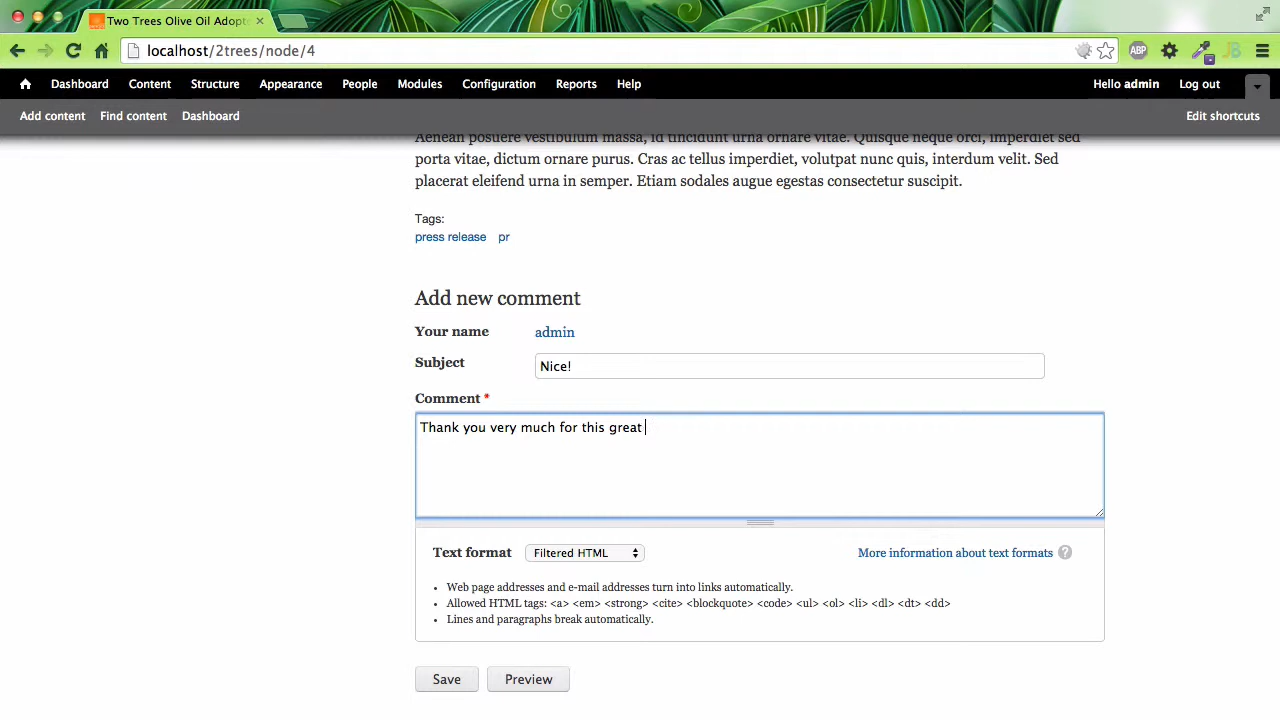 Two Trees Olive Oil Adopt
localhost/2trees/node/4
ABP
Dashboard Content Structure Appearance People Modules Configuration Reports Help Hello admin Log out
Add content Find content Dashboard Edit shortcuts
Aenean posuere vestibulum massa, id tincidunt urna ornare vitae. Quisque neque orci, imperdiet sed
porta vitae, dictum ornare purus. Cras ac tellus imperdiet, volutpat nunc quis, interdum velit. Sed
placerat eleifend urna in semper. Etiam sodales augue egestas consectetur suscipit.
Tags:
press release pr
Add new comment
Your name admin
Subject Nice!
Comment *
Thank you very much for this great
Text format Filtered HTML More information about text formats ?
• Web page addresses and e-mail addresses turn into links automatically.
• Allowed HTML tags: <a> <em> <strong> <cite> <blockquote> <code> <ul> <ol> <li> <dl> <dt> <dd>
• Lines and paragraphs break automatically.
Save Preview